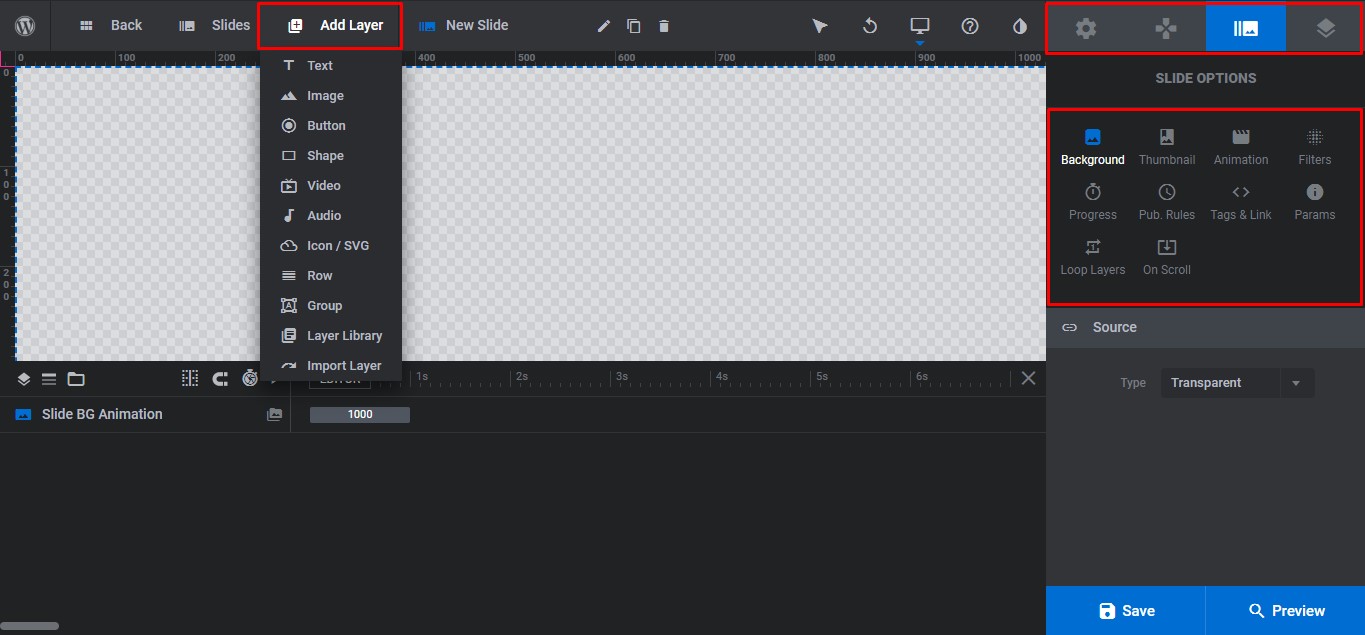 Back
Slides
Add Layer
New Slide
0 100 200 400 500 600 700 800 900 1000
0
100
200
Text
Image
Button
Shape
Video
Audio
Icon / SVG
Row
Group
Layer Library
Import Layer
SLIDE OPTIONS
Background Thumbnail Animation Filters
Progress Pub. Rules Tags & Link Params
Loop Layers On Scroll
Source
Type Transparent
1s 2s 3s 4s 5s 6s
Slide BG Animation 1000
Save Preview